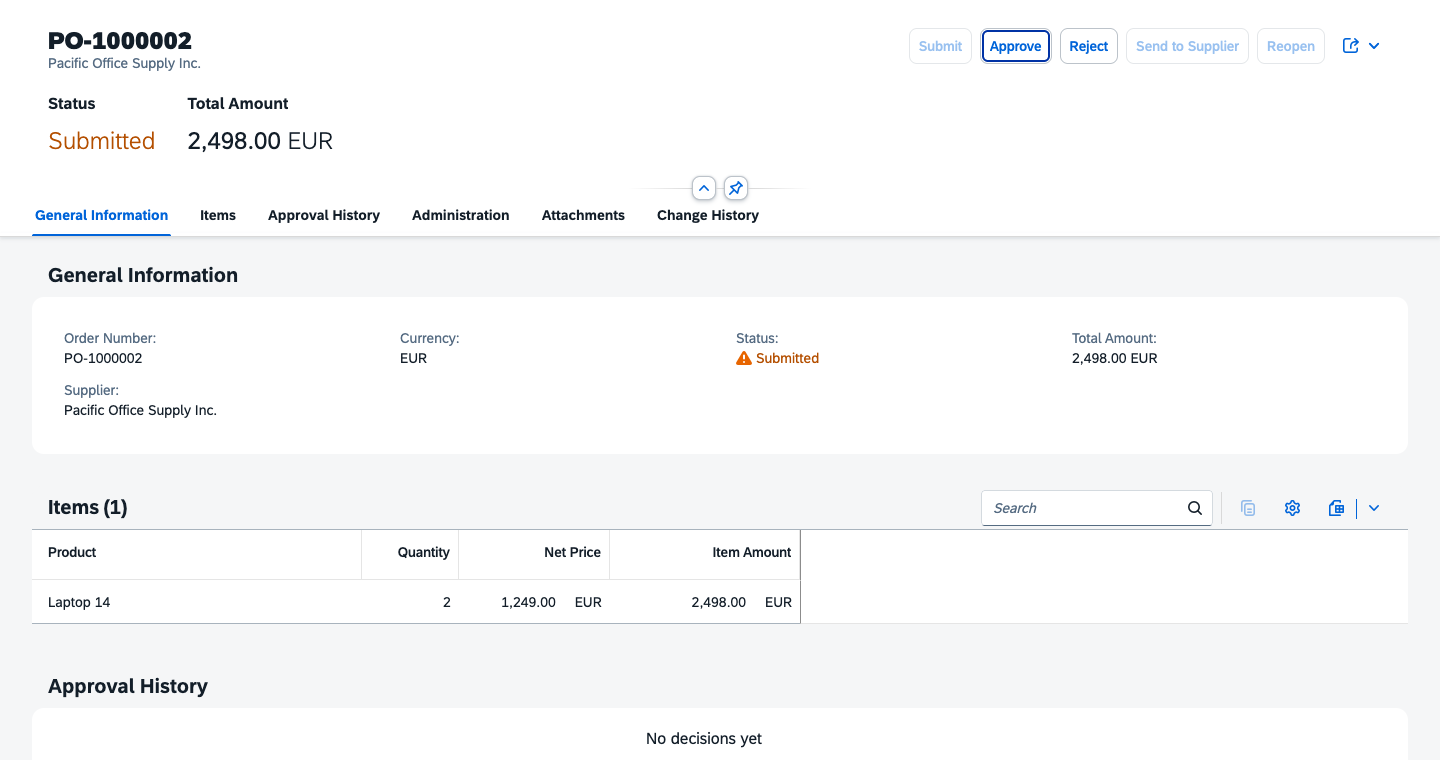 PO-1000002
Pacific Office Supply Inc.
Submit Approve Reject Send to Supplier Reopen
Status Total Amount
Submitted 2,498.00 EUR
General Information Items Approval History Administration Attachments Change History
General Information
Order Number: Currency: Status: Total Amount:
PO-1000002 EUR Submitted 2,498.00 EUR
Supplier:
Pacific Office Supply Inc.
Items (1) Search
Product Quantity Net Price Item Amount
Laptop 14 2 1,249.00 EUR 2,498.00 EUR
Approval History
No decisions yet